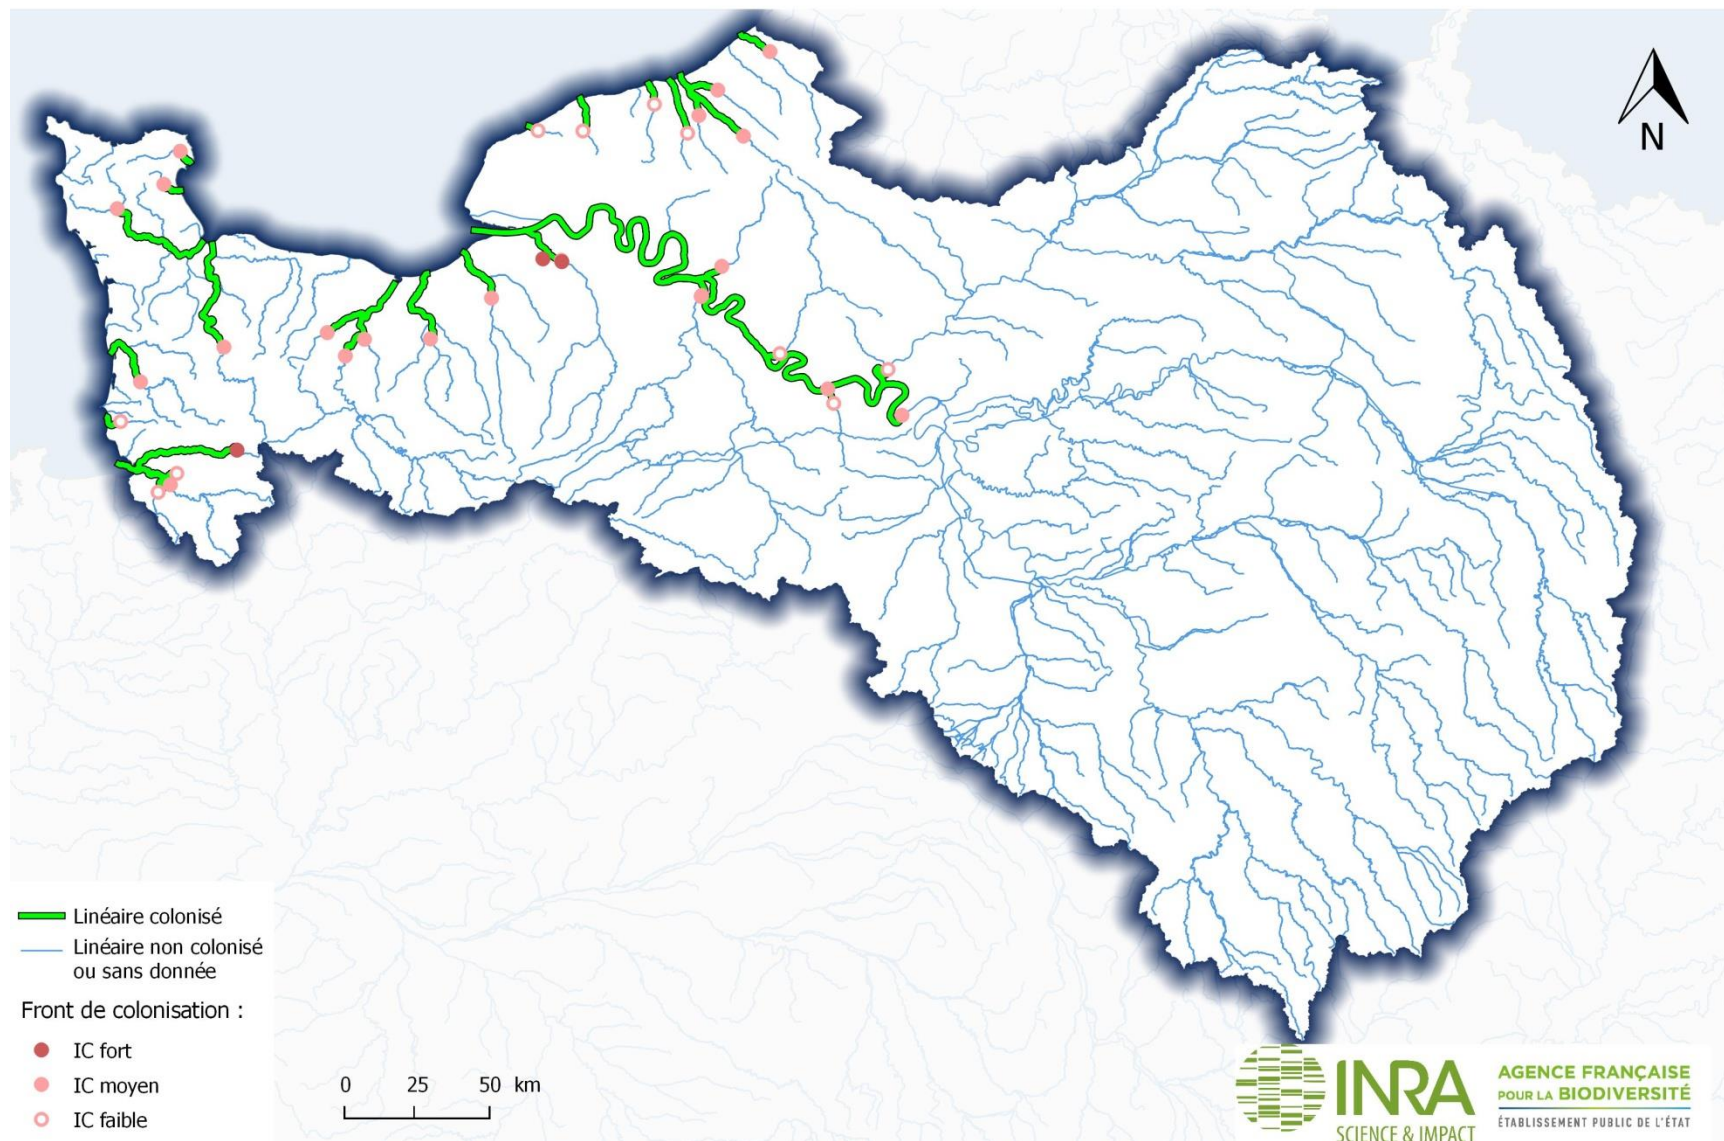 N
Linéaire colonisé
Linéaire non colonisé
ou sans donnée
Front de colonisation :
IC fort
IC moyen
IC faible
0 25 50 km
INRA
SCIENCE & IMPACT
AGENCE FRANÇAISE
POUR LA BIODIVERSITÉ
ÉTABLISSEMENT PUBLIC DE L'ÉTAT